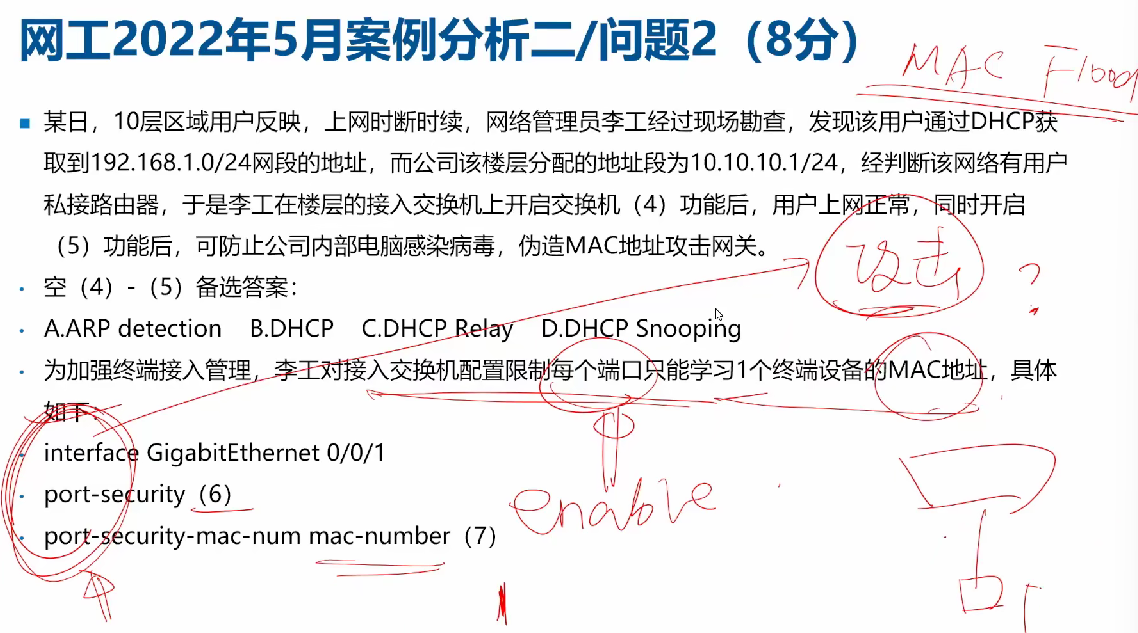 网工2022年5月案例分析二/问题2（8分）
MAC Flood
■ 某日，10层区域用户反映，上网时断时续，网络管理员李工经过现场勘查，发现该用户通过DHCP获
取到192.168.1.0/24网段的地址，而公司该楼层分配的地址段为10.10.10.1/24，经判断该网络有用户
私接路由器，于是李工在楼层的接入交换机上开启交换机（4）功能后，用户上网正常，同时开启
（5）功能后，可防止公司内部电脑感染病毒，伪造MAC地址攻击网关。
攻击 ?
• 空（4）-（5）备选答案：
• A.ARP detection B.DHCP C.DHCP Relay D.DHCP Snooping
• 为加强终端接入管理，李工对接入交换机配置限制每个端口只能学习1个终端设备的MAC地址，具体
如下：
• interface GigabitEthernet 0/0/1
• port-security（6）
enable
• port-security-mac-num mac-number（7）
1